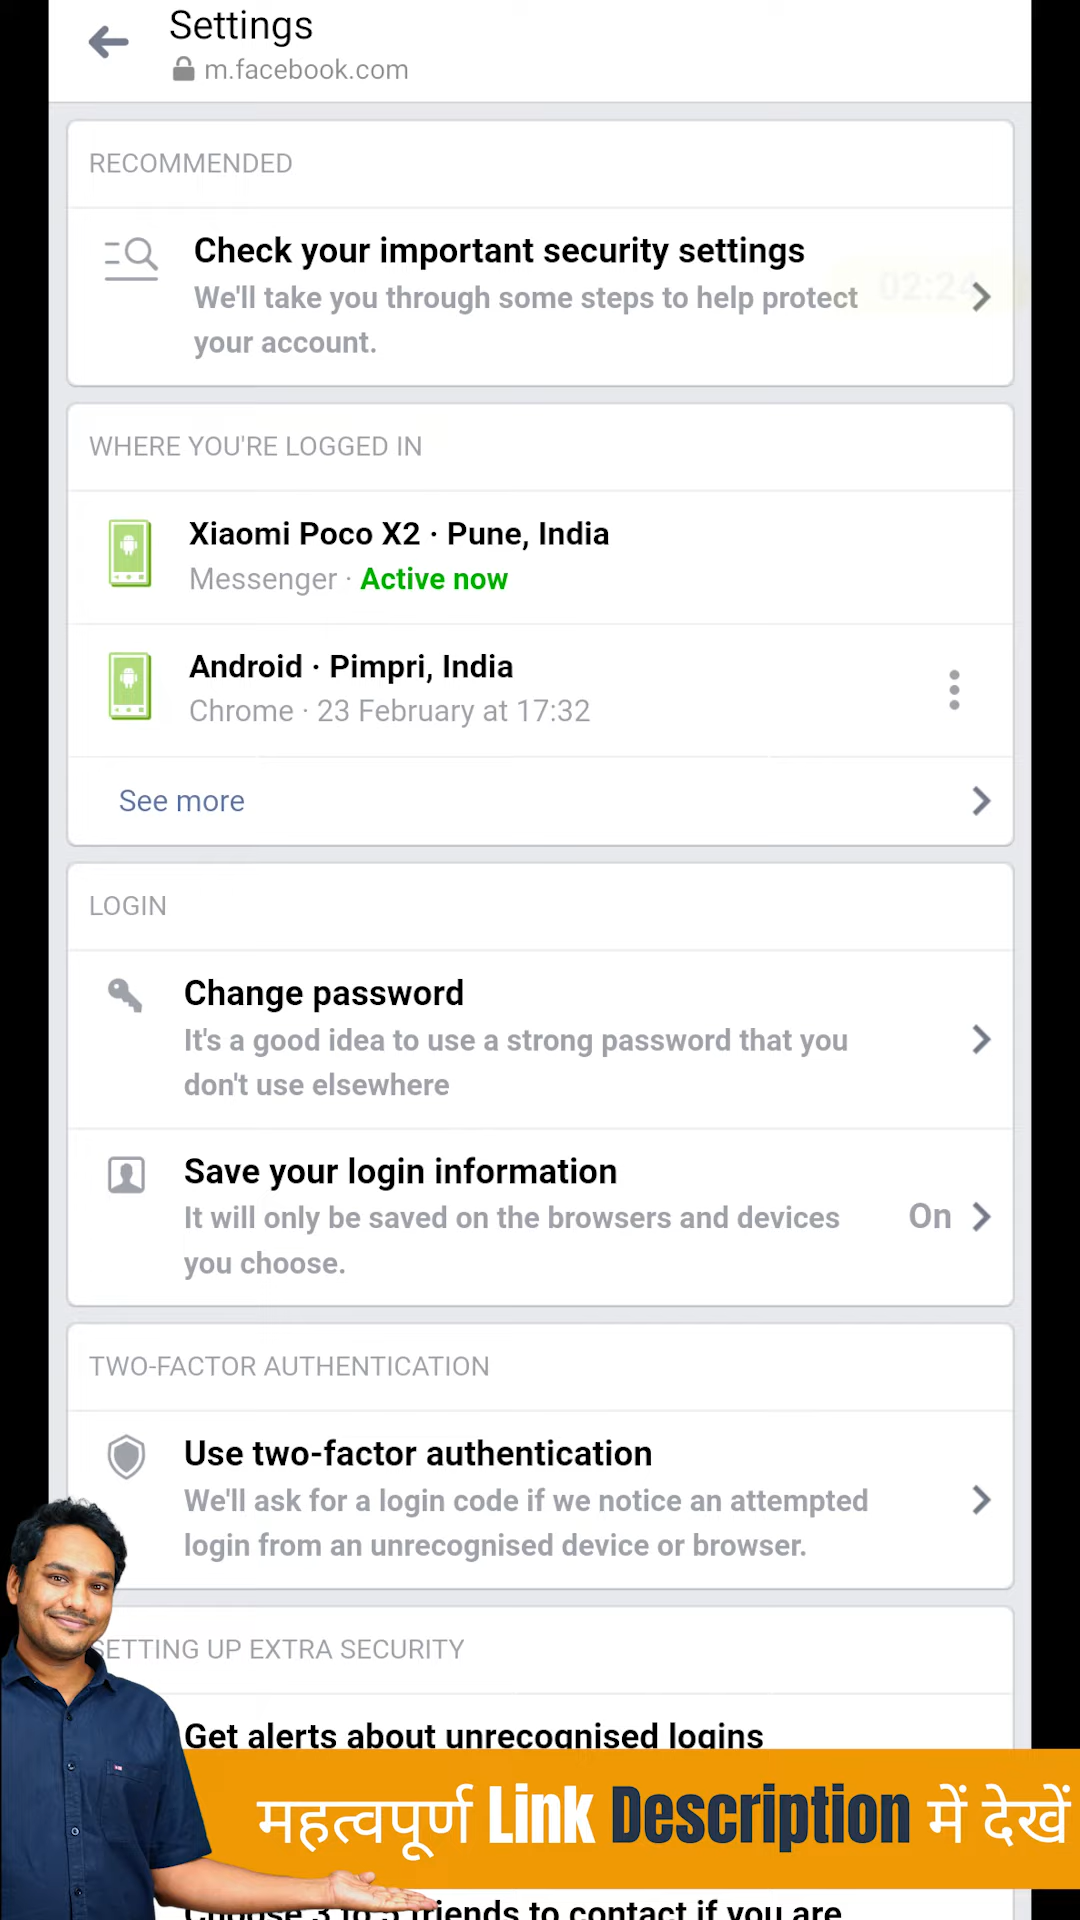 Settings
m.facebook.com
RECOMMENDED
Check your important security settings
We'll take you through some steps to help protect
your account.
02:24
WHERE YOU'RE LOGGED IN
Xiaomi Poco X2 · Pune, India
Messenger · Active now
Android · Pimpri, India
Chrome · 23 February at 17:32
See more
LOGIN
Change password
It's a good idea to use a strong password that you
don't use elsewhere
Save your login information
It will only be saved on the browsers and devices
you choose.
On
TWO-FACTOR AUTHENTICATION
Use two-factor authentication
We'll ask for a login code if we notice an attempted
login from an unrecognised device or browser.
SETTING UP EXTRA SECURITY
Get alerts about unrecognised logins
महत्वपूर्ण Link Description में देखें
Choose 3 to 5 friends to contact if you are